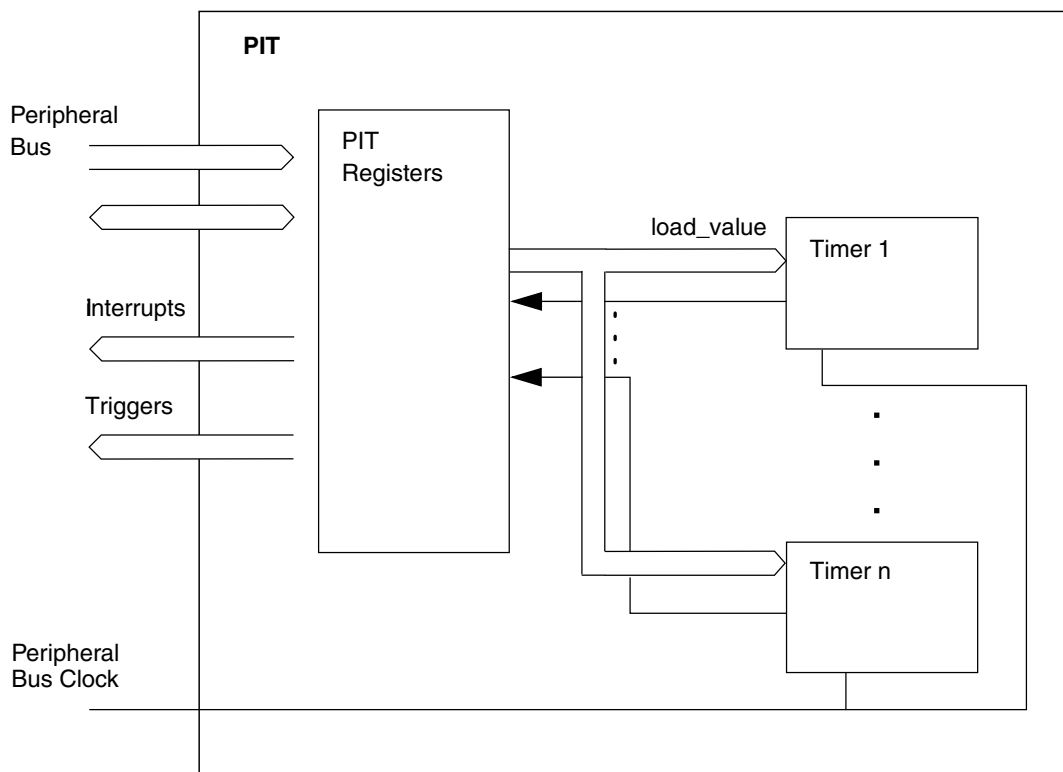 PIT
Peripheral
Bus
PIT
Registers
load_value
Timer 1
Interrupts
Triggers
Timer n
Peripheral
Bus Clock